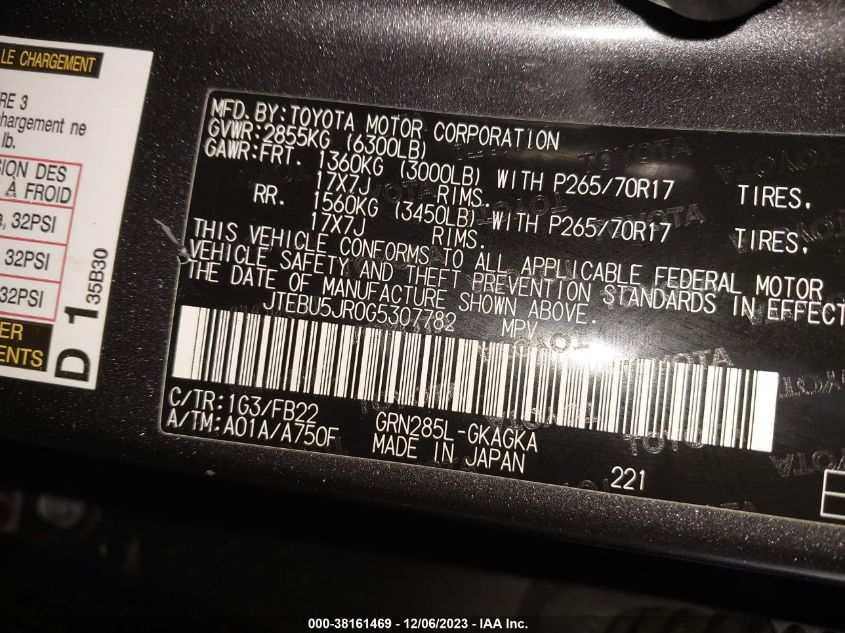 LE CHARGEMENT
RE 3
chargement ne
lb.
SION DES
À FROID
a, 32PSI
32PSI
32PSI
ER
ENTS
D 1
35B30
MFD.BY:TOYOTA MOTOR CORPORATION
GVWR:2855KG (6300LB)
GAWR:FRT. 1360KG (3000LB) WITH P265/70R17 TIRES,
17X7J RIMS.
RR. 1560KG (3450LB) WITH P265/70R17 TIRES,
17X7J RIMS.
THIS VEHICLE CONFORMS TO ALL APPLICABLE FEDERAL MOTOR
VEHICLE SAFETY AND THEFT PREVENTION STANDARDS IN EFFECT
THE DATE OF MANUFACTURE SHOWN ABOVE.
JTEBU5JR0G5307782 MPV
C/TR:1G3/FB22
A/TM:A01A/A750F
GRN285L-GKAGKA
MADE IN JAPAN
221
000-38161469 - 12/06/2023 - IAA Inc.